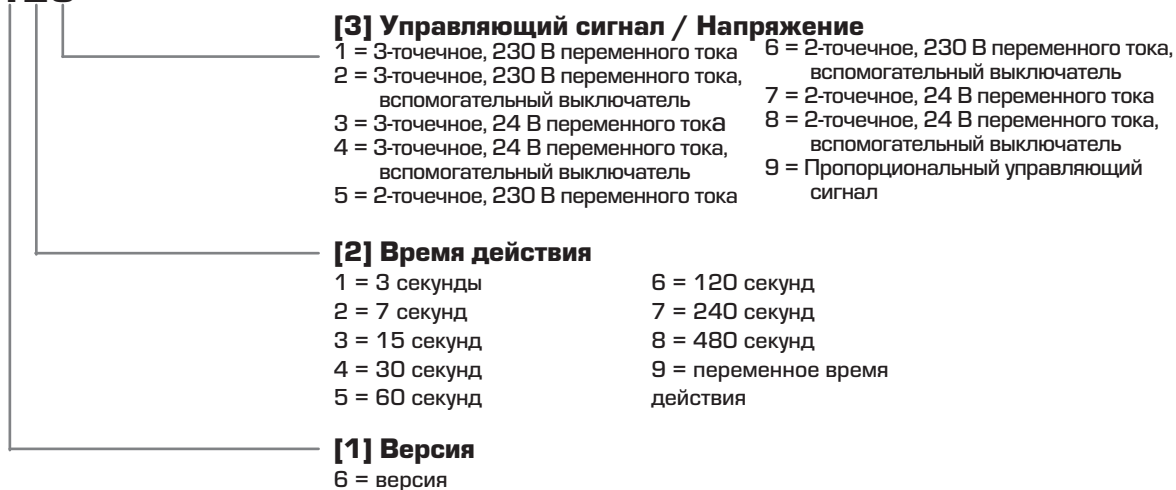 [3] Управляющий сигнал / Напряжение
1 = 3-точечное, 230 В переменного тока
2 = 3-точечное, 230 В переменного тока,
вспомогательный выключатель
3 = 3-точечное, 24 В переменного тока
4 = 3-точечное, 24 В переменного тока,
вспомогательный выключатель
5 = 2-точечное, 230 В переменного тока
6 = 2-точечное, 230 В переменного тока,
вспомогательный выключатель
7 = 2-точечное, 24 В переменного тока
8 = 2-точечное, 24 В переменного тока,
вспомогательный выключатель
9 = Пропорциональный управляющий
сигнал
[2] Время действия
1 = 3 секунды
2 = 7 секунд
3 = 15 секунд
4 = 30 секунд
5 = 60 секунд
6 = 120 секунд
7 = 240 секунд
8 = 480 секунд
9 = переменное время
действия
[1] Версия
6 = версия